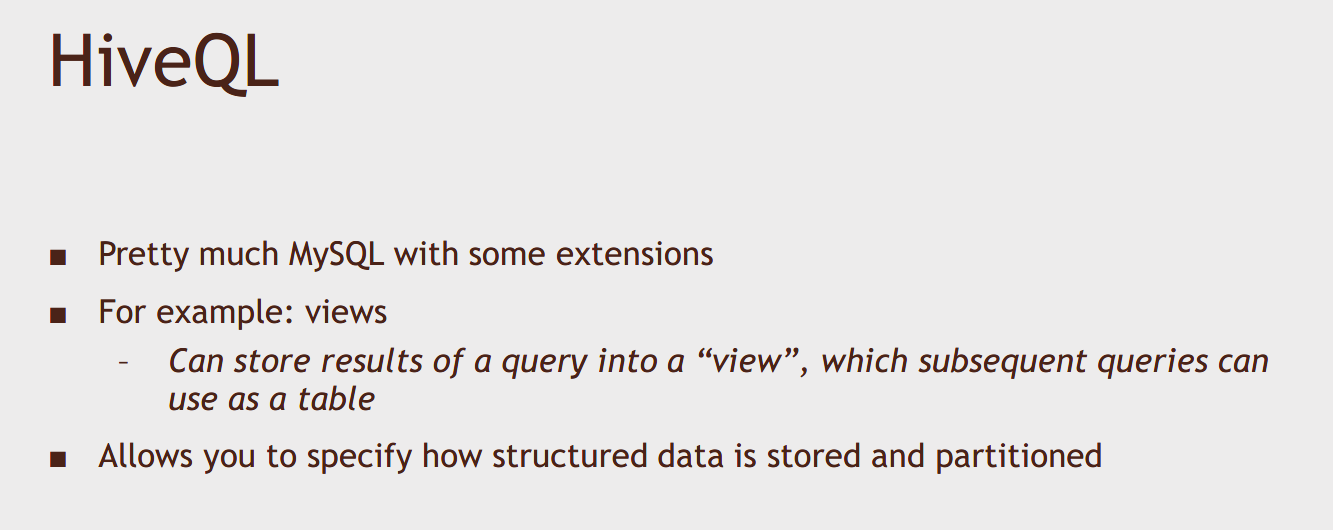 HiveQL
■ Pretty much MySQL with some extensions
■ For example: views
– Can store results of a query into a “view”, which subsequent queries can
use as a table
■ Allows you to specify how structured data is stored and partitioned